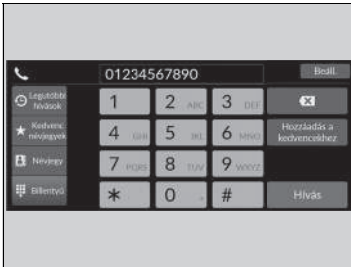 01234567890
Beáll.
Legutóbbi
hívások
Kedvenc
névjegyek
Névjegy
Billentyű
1
2 ABC
3 DEF
4 GHI
5 JKL
6 MNO
7 PQRS
8 TUV
9 WXYZ
*
0 +
#
Hozzáadás a
kedvencekhez
Hívás